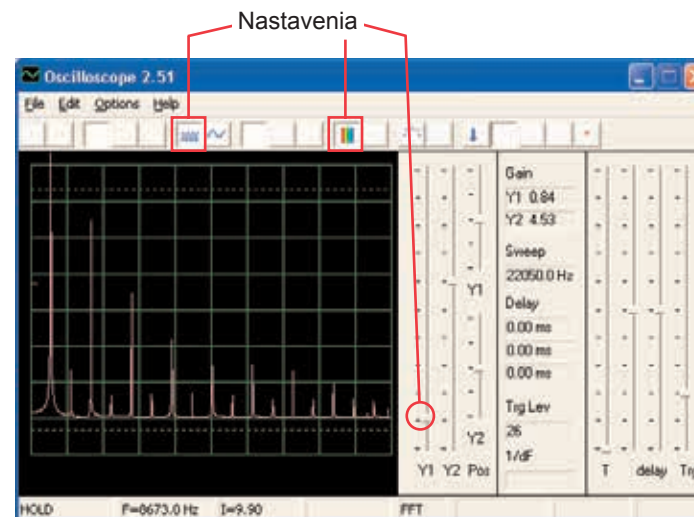 Nastavenia
Oscilloscope 2.51
File Edit Options Help
Gain
Y1 0.84
Y2 4.53
Sweep
22050.0 Hz
Delay
0.00 ms
0.00 ms
0.00 ms
Trg Lev
26
1/dF
Y1
Y2
Y1 Y2 Pos
T delay Trg
HOLD F=8673.0 Hz I=9.90 FFT